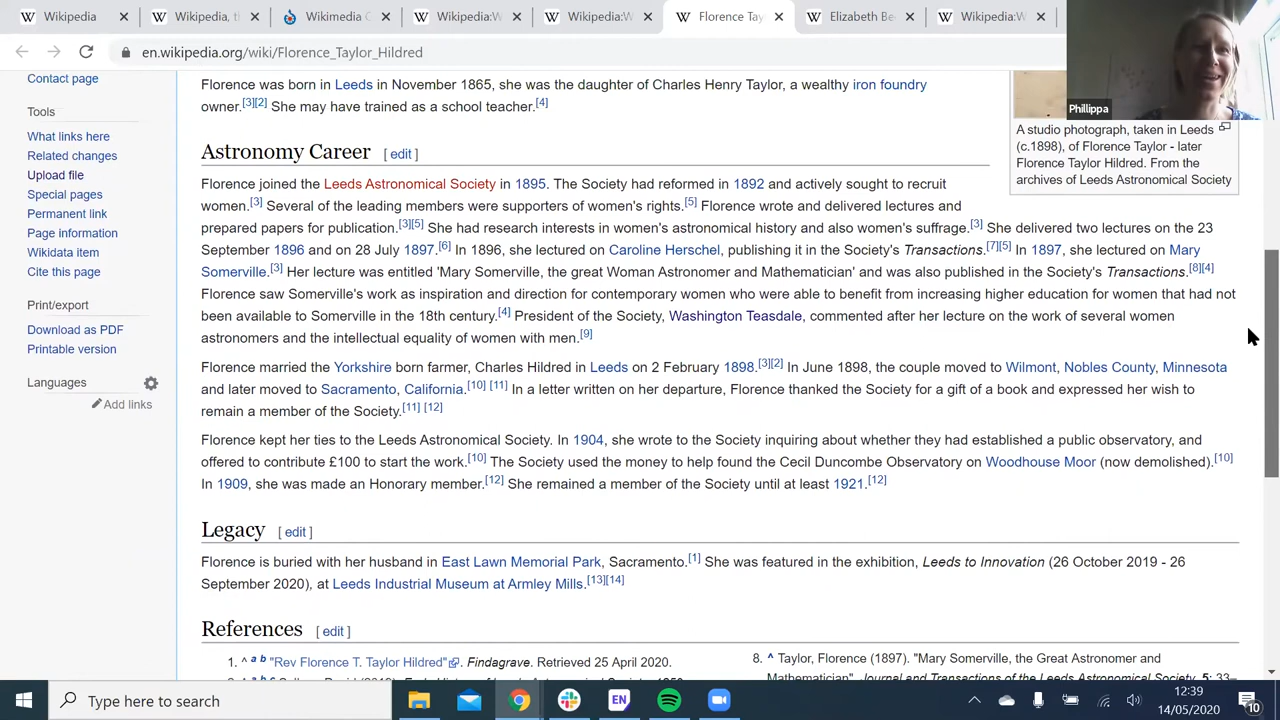 Wikipedia
Wikipedia, t
Wikimedia C
Wikipedia:W
Wikipedia:W
Florence Tay
Elizabeth Be
Wikipedia:W
en.wikipedia.org/wiki/Florence_Taylor_Hildred
Phillippa
Contact page
Tools
What links here
Related changes
Upload file
Special pages
Permanent link
Page information
Wikidata item
Cite this page
Print/export
Download as PDF
Printable version
Languages
Add links
Florence was born in Leeds in November 1865, she was the daughter of Charles Henry Taylor, a wealthy iron foundry
owner.[3][2] She may have trained as a school teacher.[4]
A studio photograph, taken in Leeds
(c.1898), of Florence Taylor - later
Florence Taylor Hildred. From the
archives of Leeds Astronomical Society
Astronomy Career [ edit ]
Florence joined the Leeds Astronomical Society in 1895. The Society had reformed in 1892 and actively sought to recruit
women.[3] Several of the leading members were supporters of women's rights.[5] Florence wrote and delivered lectures and
prepared papers for publication.[3][5] She had research interests in women's astronomical history and also women's suffrage.[3] She delivered two lectures on the 23
September 1896 and on 28 July 1897.[6] In 1896, she lectured on Caroline Herschel, publishing it in the Society's Transactions.[7][5] In 1897, she lectured on Mary
Somerville.[3] Her lecture was entitled 'Mary Somerville, the great Woman Astronomer and Mathematician' and was also published in the Society's Transactions.[8][4]
Florence saw Somerville's work as inspiration and direction for contemporary women who were able to benefit from increasing higher education for women that had not
been available to Somerville in the 18th century.[4] President of the Society, Washington Teasdale, commented after her lecture on the work of several women
astronomers and the intellectual equality of women with men.[9]
Florence married the Yorkshire born farmer, Charles Hildred in Leeds on 2 February 1898.[3][2] In June 1898, the couple moved to Wilmont, Nobles County, Minnesota
and later moved to Sacramento, California.[10] [11] In a letter written on her departure, Florence thanked the Society for a gift of a book and expressed her wish to
remain a member of the Society.[11] [12]
Florence kept her ties to the Leeds Astronomical Society. In 1904, she wrote to the Society inquiring about whether they had established a public observatory, and
offered to contribute £100 to start the work.[10] The Society used the money to help found the Cecil Duncombe Observatory on Woodhouse Moor (now demolished).[10]
In 1909, she was made an Honorary member.[12] She remained a member of the Society until at least 1921.[12]
Legacy [ edit ]
Florence is buried with her husband in East Lawn Memorial Park, Sacramento.[1] She was featured in the exhibition, Leeds to Innovation (26 October 2019 - 26
September 2020), at Leeds Industrial Museum at Armley Mills.[13][14]
References [ edit ]
1. ^ a b "Rev Florence T. Taylor Hildred". Findagrave. Retrieved 25 April 2020.
8. ^ Taylor, Florence (1897). "Mary Somerville, the Great Astronomer and
Type here to search
EN
12:39
14/05/2020
10